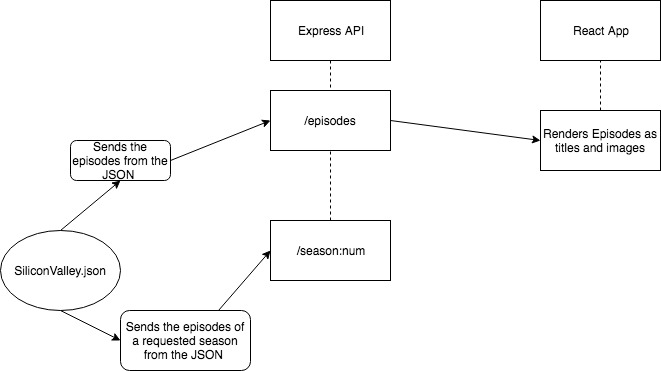 Express API
React App
/episodes
Renders Episodes as
titles and images
Sends the
episodes from the
JSON
/season:num
SiliconValley.json
Sends the episodes of
a requested season
from the JSON